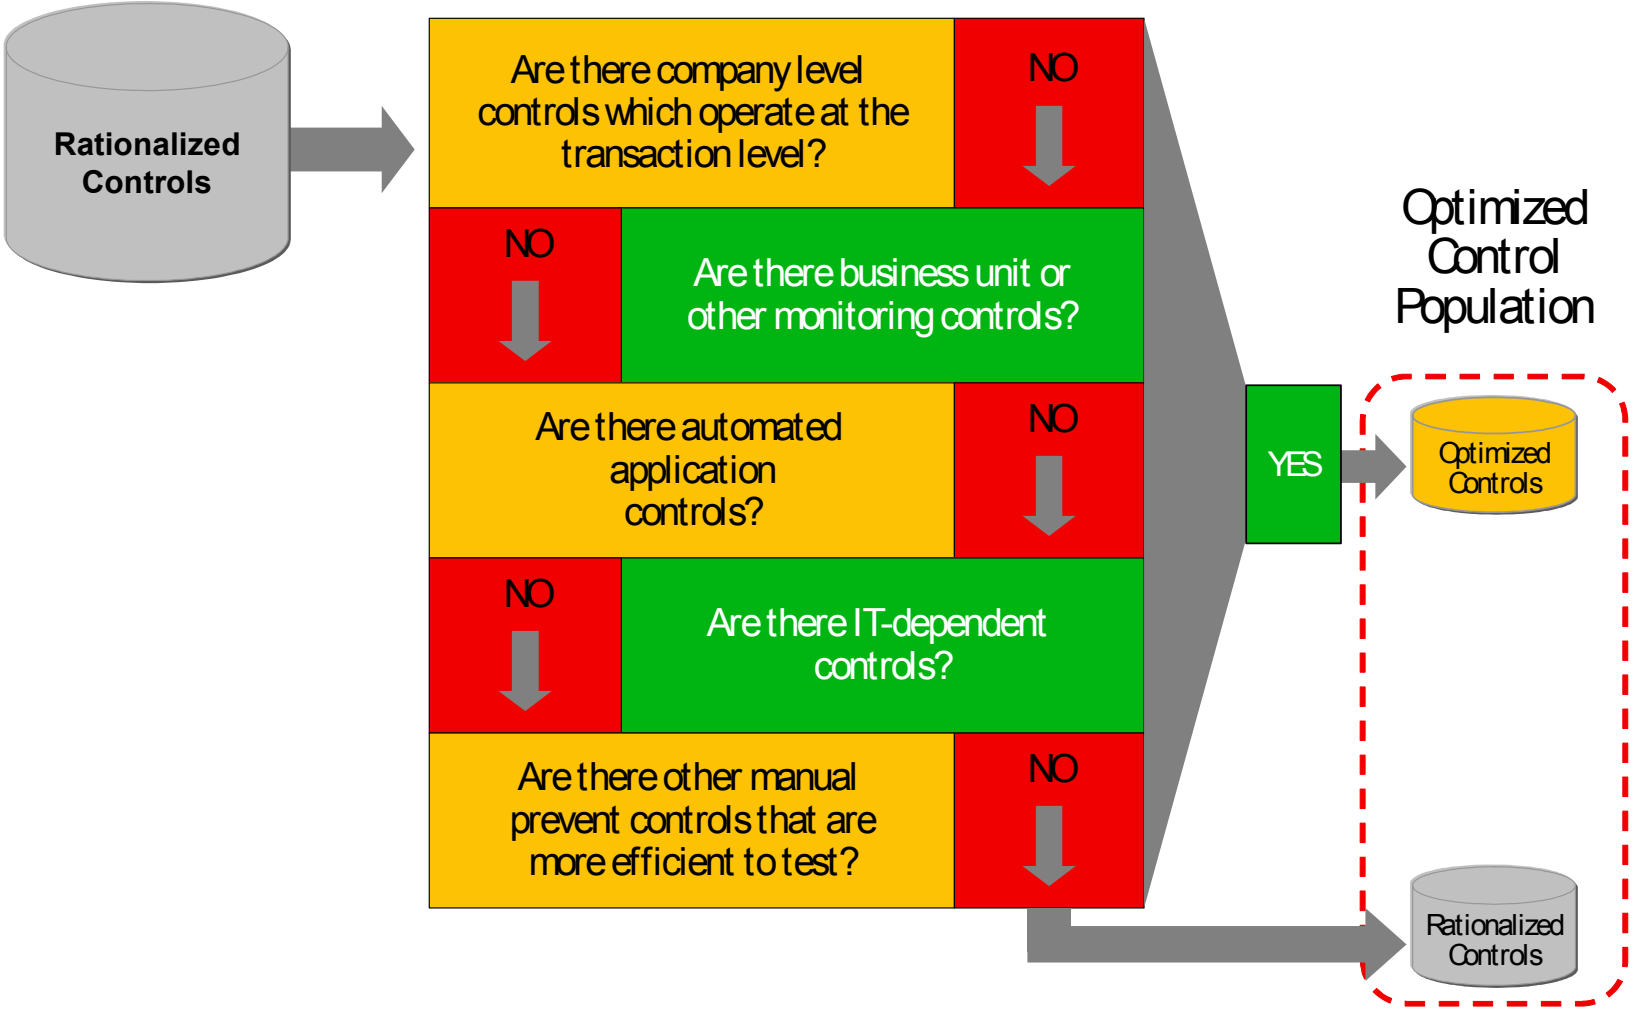 Rationalized
Controls
Are there company level
controls which operate at the
transaction level?
NO
NO
Are there business unit or
other monitoring controls?
Are there automated
application
controls?
NO
NO
Are there IT-dependent
controls?
Are there other manual
prevent controls that are
more efficient to test?
NO
YES
Optimized
Control
Population
Optimized
Controls
Rationalized
Controls